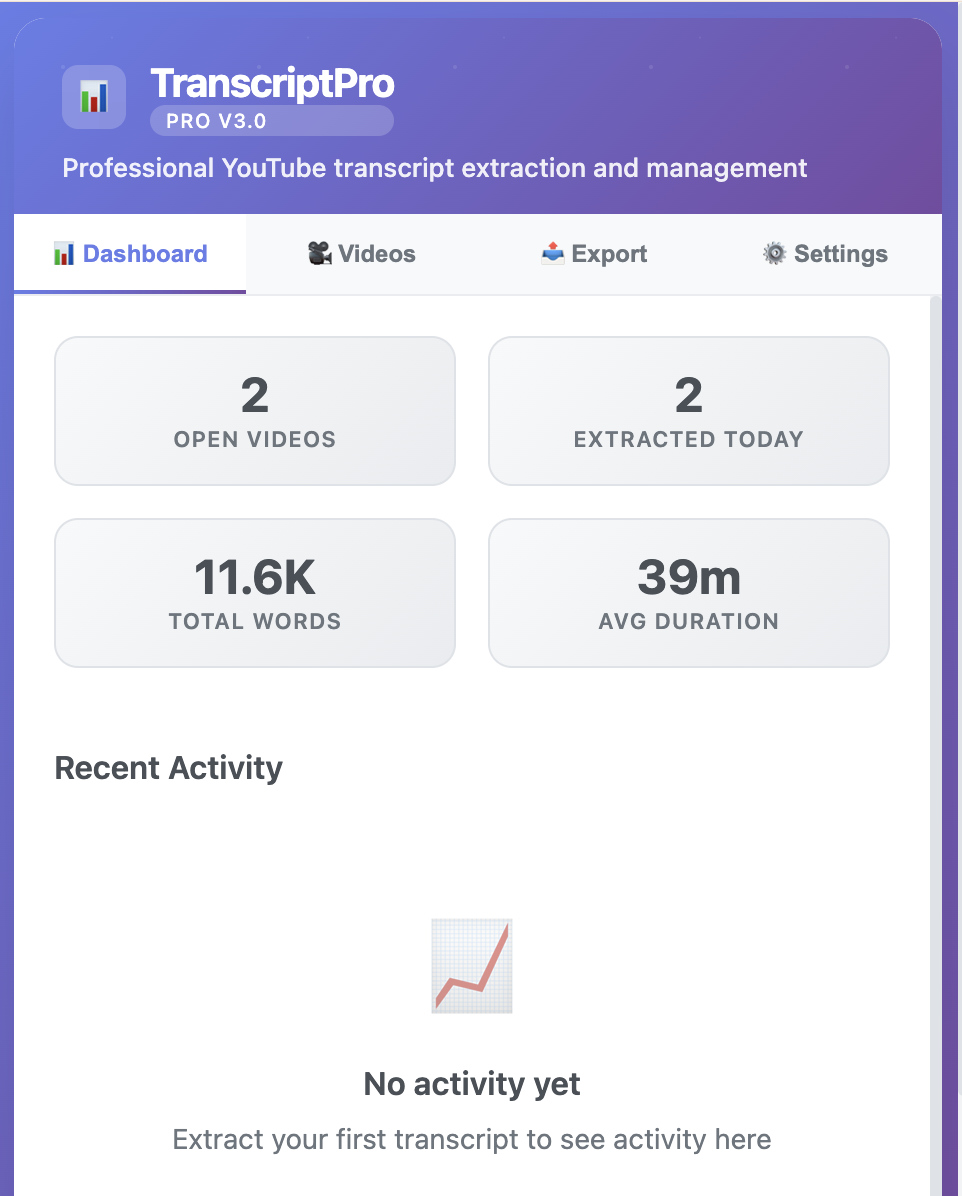 TranscriptPro
PRO V3.0
Professional YouTube transcript extraction and management
Dashboard
Videos
Export
Settings
2
OPEN VIDEOS
2
EXTRACTED TODAY
11.6K
TOTAL WORDS
39m
AVG DURATION
Recent Activity
No activity yet
Extract your first transcript to see activity here